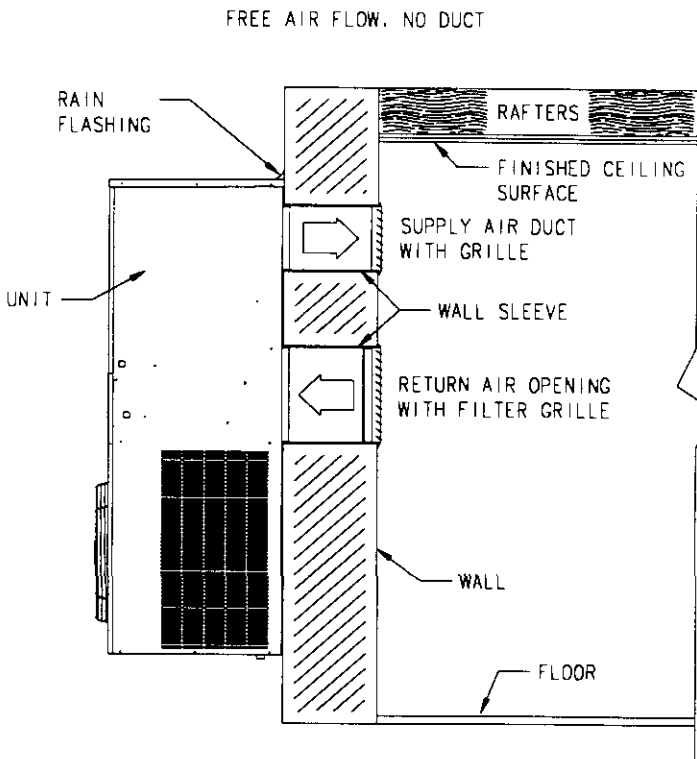 FREE AIR FLOW, NO DUCT
RAIN
FLASHING
RAFTERS
FINISHED CEILING
SURFACE
SUPPLY AIR DUCT
WITH GRILLE
UNIT
WALL SLEEVE
RETURN AIR OPENING
WITH FILTER GRILLE
WALL
FLOOR